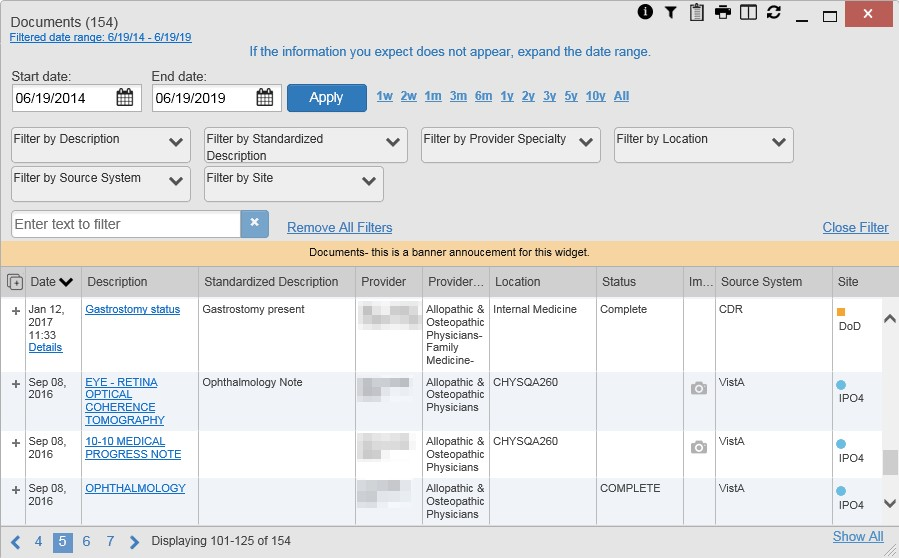 Documents (154)
Filtered date range: 6/19/14 - 6/19/19
If the information you expect does not appear, expand the date range.
Start date:
End date:
06/19/2014
06/19/2019
Apply
1w 2w 1m 3m 6m 1y 2y 3y 5y 10y All
Filter by Description
Filter by Standardized
Description
Filter by Provider Specialty
Filter by Location
Filter by Source System
Filter by Site
Enter text to filter
Remove All Filters
Close Filter
Documents- this is a banner annoucement for this widget.
Date Description Standardized Description Provider Provider... Location Status Im... Source System Site
Jan 12,
2017
11:33
Details
Gastrostomy status
Gastrostomy present
Allopathic &
Osteopathic
Physicians-
Family
Medicine-
Internal Medicine
Complete
CDR
DoD
Sep 08,
2016
EYE - RETINA
OPTICAL
COHERENCE
TOMOGRAPHY
Ophthalmology Note
Allopathic &
Osteopathic
Physicians
CHYSQA260
VistA
IPO4
Sep 08,
2016
10-10 MEDICAL
PROGRESS NOTE
Allopathic &
Osteopathic
Physicians
CHYSQA260
VistA
IPO4
Sep 08,
2016
OPHTHALMOLOGY
Allopathic &
Osteopathic
Physicians
COMPLETE
VistA
IPO4
4 5 6 7
Displaying 101-125 of 154
Show All